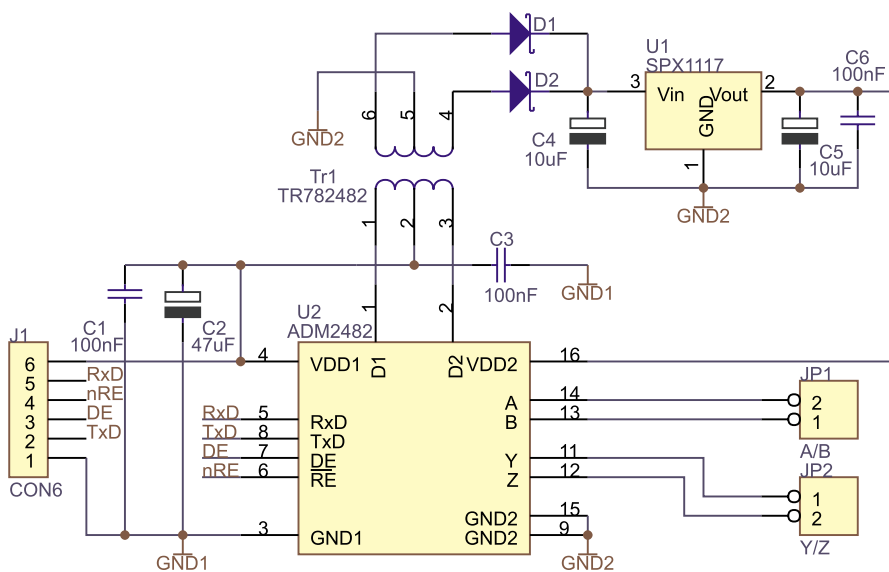 D1
U1
C6
SPX1117
100nF
D2
3
2
Vin
Vout
GND
1
6
5
4
GND2
C4
10uF
C5
10uF
GND2
Tr1
TR782482
1
2
3
C3
100nF
GND1
1
2
U2
ADM2482
C1
100nF
C2
47uF
J1
6
5
4
3
2
1
RxD
nRE
DE
TxD
CON6
4
VDD1
D1
D2
VDD2
16
RxD
5
RxD
TxD
8
TxD
DE
7
DE
nRE
6
RE
3
GND1
GND1
A
14
B
13
Y
11
Z
12
GND2
15
GND2
9
GND2
JP1
2
1
A/B
JP2
1
2
Y/Z